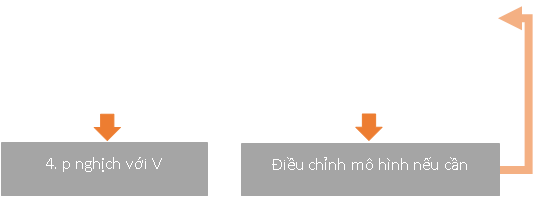 4. p nghịch với V
Điều chỉnh mô hình nếu cần